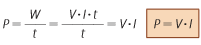 P = W/t = V·I·t/t = V·I P = V·I